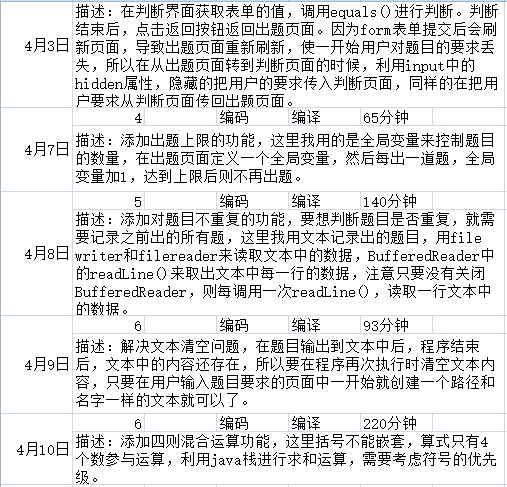 4月3日
描述：在判断界面获取表单的值，调用equals()进行判断。判断
结束后，点击返回按钮返回出题页面。因为form表单提交后会刷
新页面，导致出题页面重新刷新，使一开始用户对题目的要求丢
失，所以在从出题页面转到判断页面的时候，利用input中的
hidden属性，隐藏的把用户的要求传入判断页面，同样的在把用
户要求从判断页面传回出题页面。
4 编码 编译 65分钟
4月7日
描述：添加出题上限的功能，这里我用的是全局变量来控制题目
的数量，在出题页面定义一个全局变量，然后每出一道题，全局
变量加1，达到上限后则不再出题。
5 编码 编译 140分钟
4月8日
描述：添加对题目不重复的功能，要想判断题目是否重复，就需
要记录之前出的所有题，这里我用文本记录出的题目，用file
writer和filereader来读取文本中的数据，BufferedReader中
的readLine()来取出文本中每一行的数据，注意只要没有关闭
BufferedReader，则每调用一次readLine()，读取一行文本中
的数据。
6 编码 编译 93分钟
4月9日
描述：解决文本清空问题，在题目输出到文本中后，程序结束
后，文本中的内容还存在，所以要在程序再次执行时清空文本内
容，只要在用户输入题目要求的页面中一开始就创建一个路径和
名字一样的文本就可以了。
6 编码 编译 220分钟
4月10日
描述：添加四则混合运算功能，这里括号不能嵌套，算式只有4
个数参与运算，利用java栈进行求和运算，需要考虑符号的优先
级。